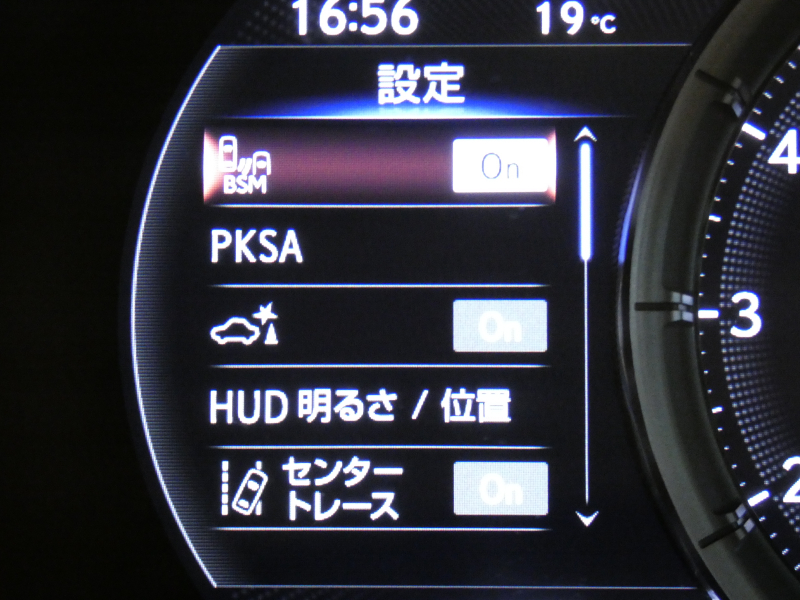 16:56 19℃
設定
BSM On
PKSA
On
HUD 明るさ / 位置
センター
トレース On
4
3
2